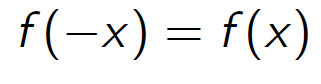 f(−x) = f(x)